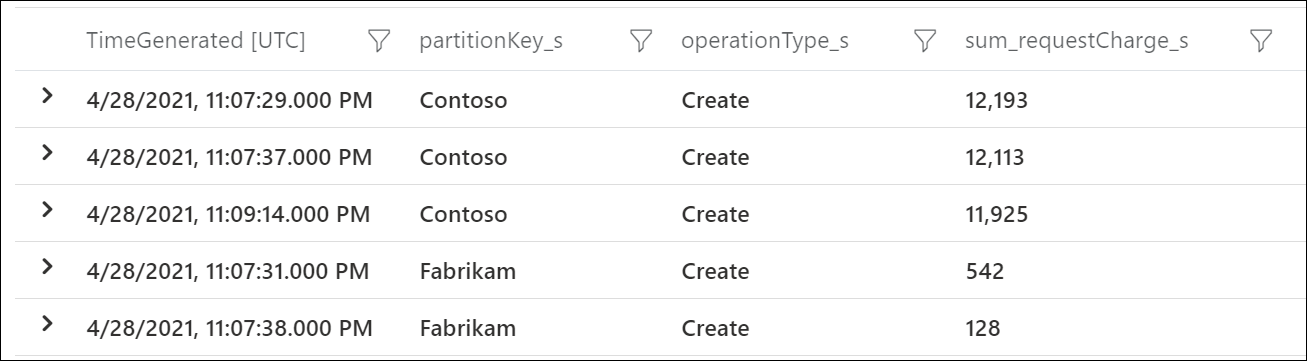 TimeGenerated [UTC] partitionKey_s operationType_s sum_requestCharge_s
4/28/2021, 11:07:29.000 PM Contoso Create 12,193
4/28/2021, 11:07:37.000 PM Contoso Create 12,113
4/28/2021, 11:09:14.000 PM Contoso Create 11,925
4/28/2021, 11:07:31.000 PM Fabrikam Create 542
4/28/2021, 11:07:38.000 PM Fabrikam Create 128